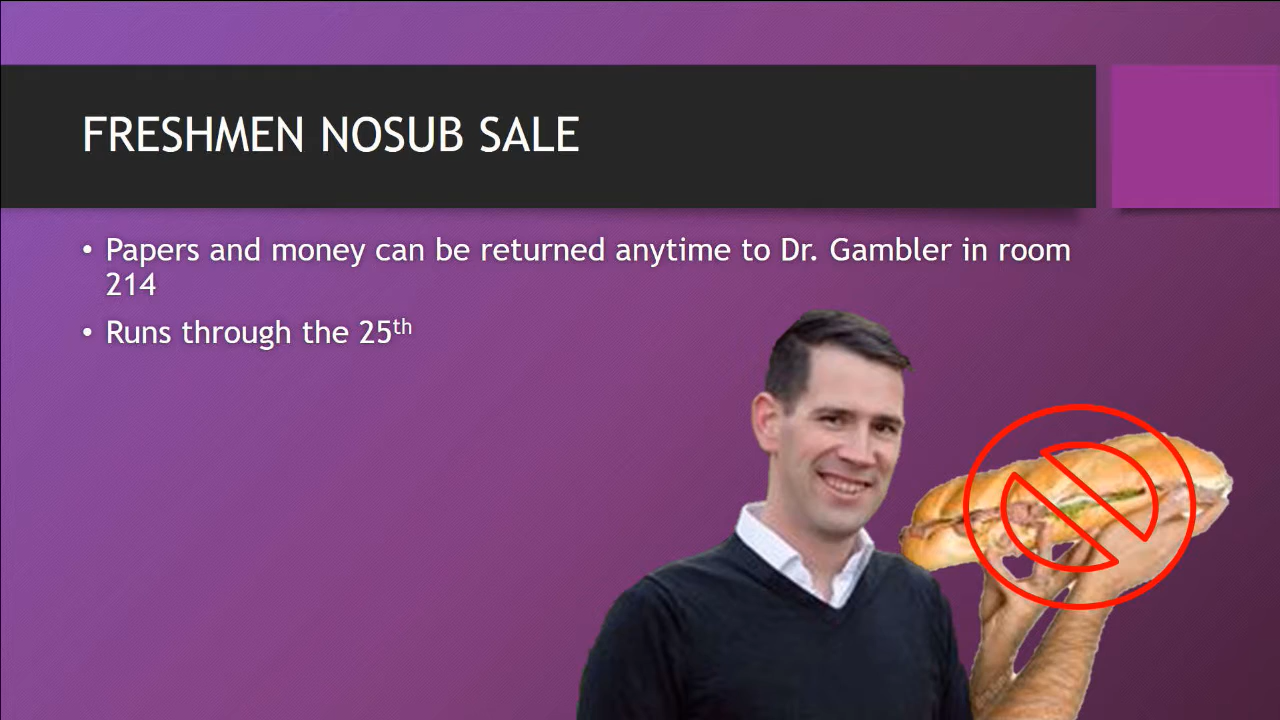 FRESHMEN NOSUB SALE
• Papers and money can be returned anytime to Dr. Gambler in room
214
• Runs through the 25th